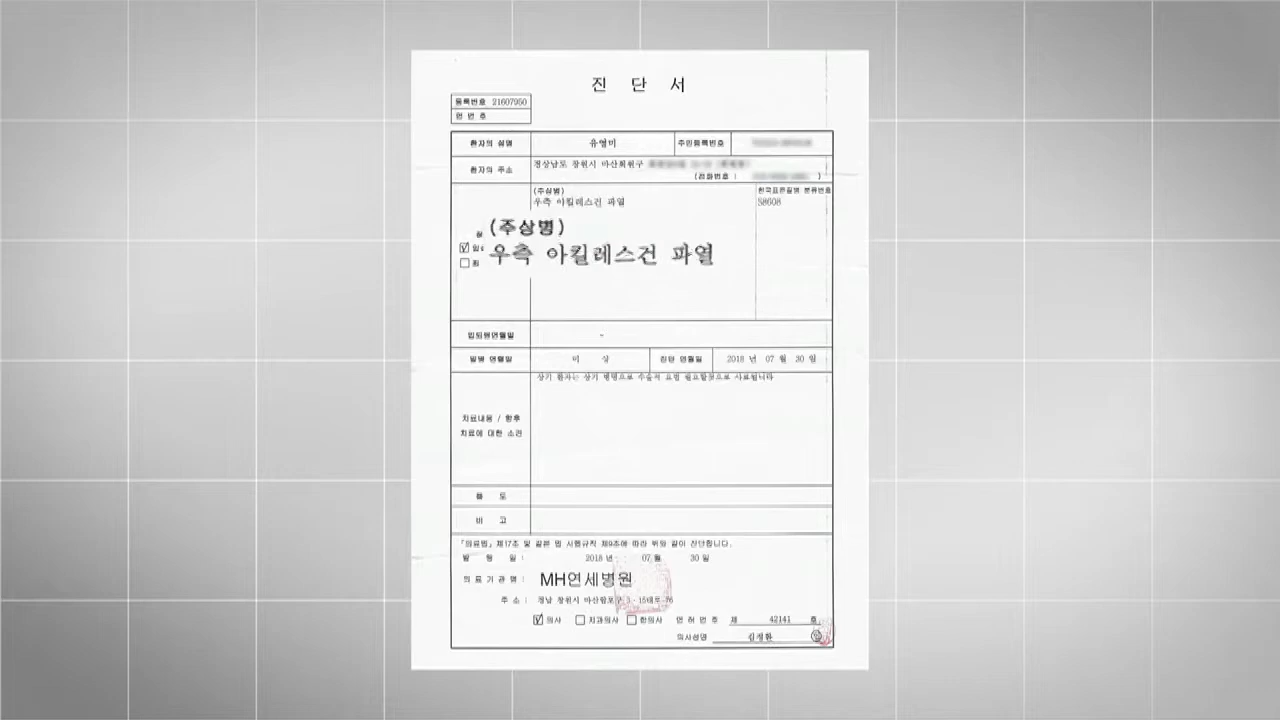 진 단 서
등록번호 21607950
연 번 호
환자의 성명 유영미 주민등록번호
환자의 주소 경상남도 창원시 마산회원구
(전화번호 : )
(주상병) 한국표준질병 분류번호
우측 아킬레스건 파열 S8608
(주상병)
우측 아킬레스건 파열
입퇴원연월일 -
발병 연월일 미 상 진단 연월일 2018 년 07 월 30 일
상기 환자는 상기 병명으로 수술적 요법 필요할것으로 사료됩니다
치료내용 / 향후
치료에 대한 소견
용 도
비 고
「의료법」 제17조 및 같은 법 시행규칙 제9조에 따라 위와 같이 진단합니다.
발 행 일 : 2018 년 07 월 30 일
의 료 기 관 명 : MH연세병원
주 소 : 경남 창원시 마산합포구 3·15대로 76
의사 치과의사 한의사 면 허 번 호 제 42141 호
의사성명 김정환